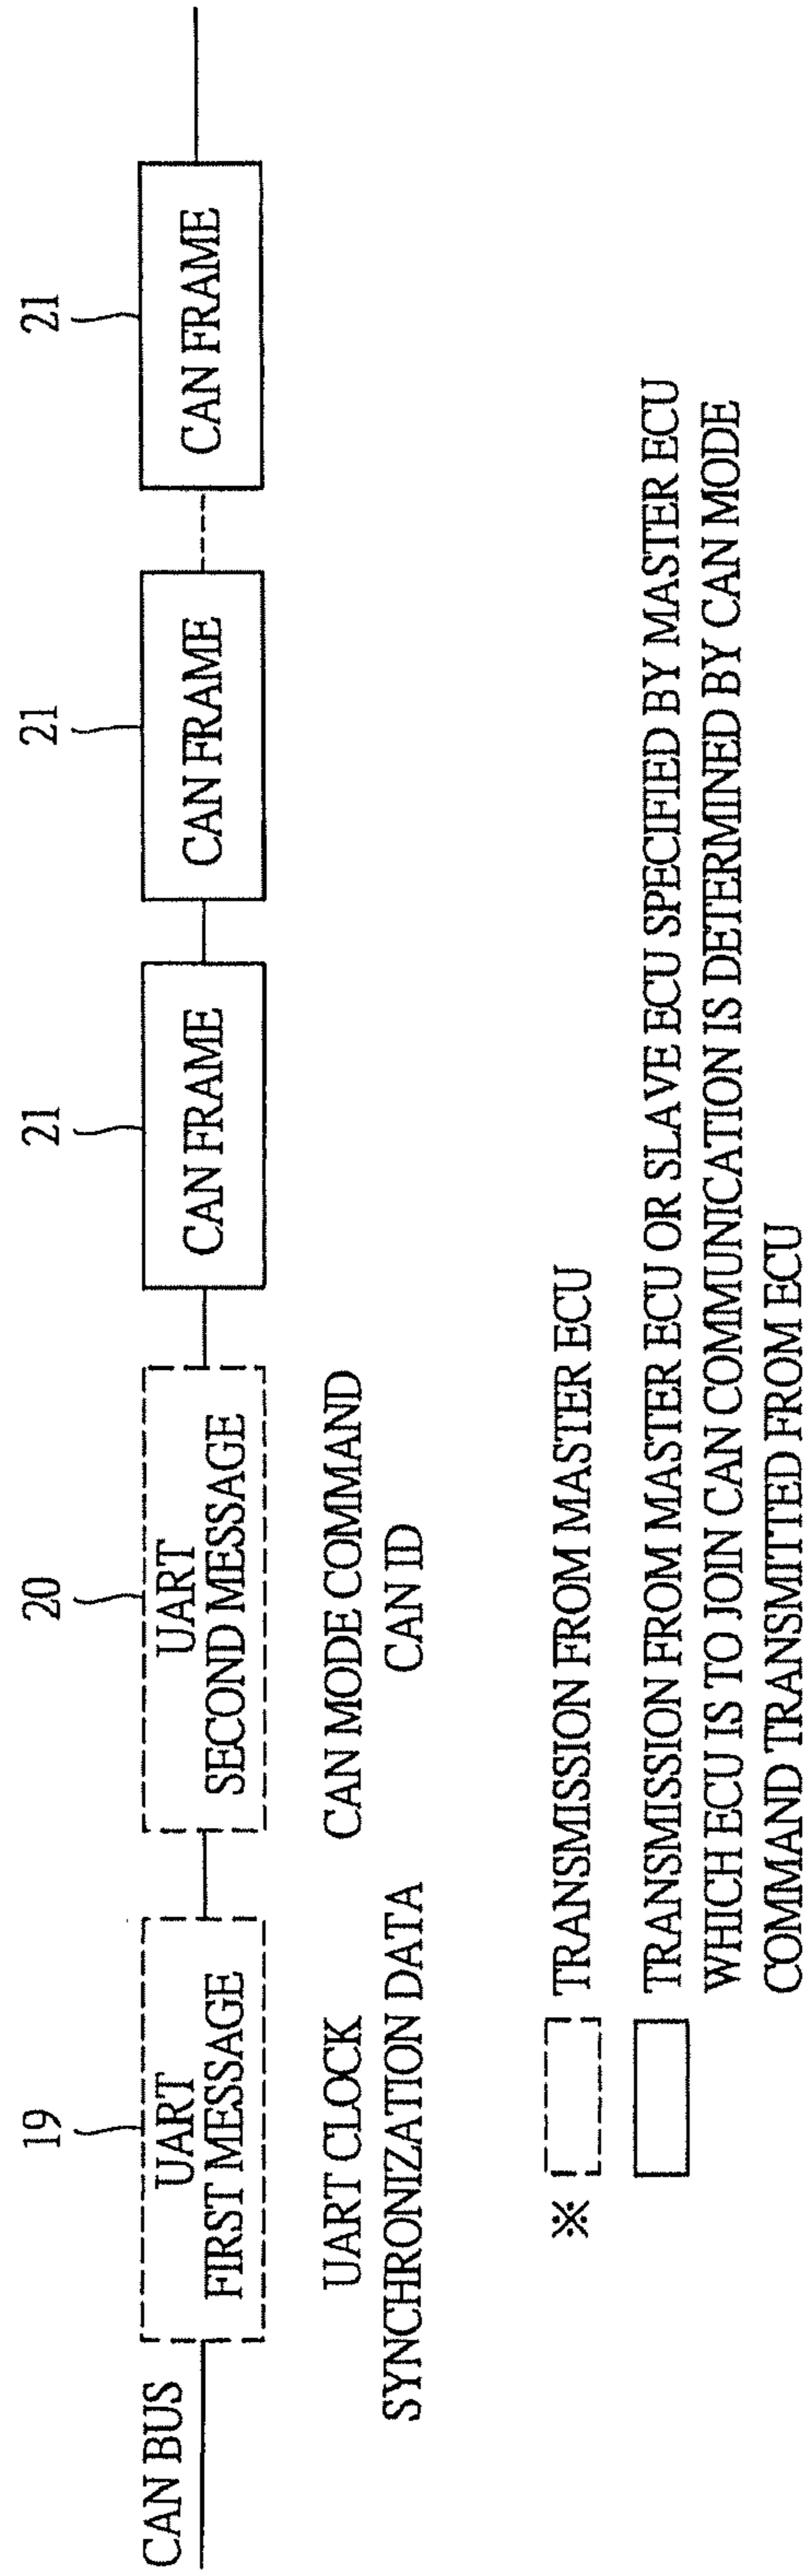 19
20
21
21
21
CAN BUS
UART
FIRST MESSAGE
UART
SECOND MESSAGE
CAN FRAME
CAN FRAME
CAN FRAME
UART CLOCK
SYNCHRONIZATION DATA
CAN MODE COMMAND
CAN ID
※
TRANSMISSION FROM MASTER ECU
TRANSMISSION FROM MASTER ECU OR SLAVE ECU SPECIFIED BY MASTER ECU
WHICH ECU IS TO JOIN CAN COMMUNICATION IS DETERMINED BY CAN MODE
COMMAND TRANSMITTED FROM ECU